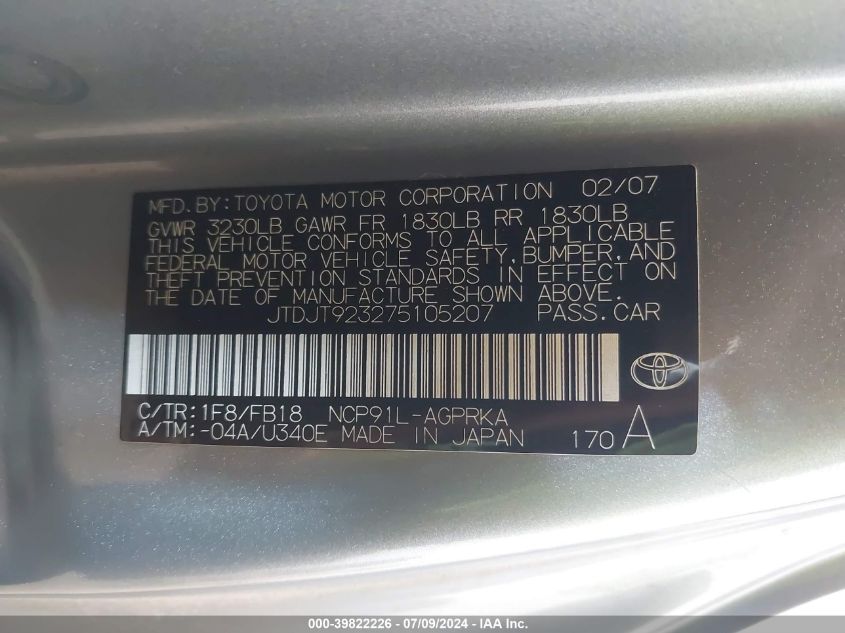 MFD.BY:TOYOTA MOTOR CORPORATION 02/07
GVWR 3230LB GAWR FR 1830LB RR 1830LB
THIS VEHICLE CONFORMS TO ALL APPLICABLE
FEDERAL MOTOR VEHICLE SAFETY,BUMPER,AND
THEFT PREVENTION STANDARDS IN EFFECT ON
THE DATE OF MANUFACTURE SHOWN ABOVE.
JTDJT923275105207 PASS.CAR
C/TR:1F8/FB18 NCP91L-AGPRKA
A/TM:-04A/U340E MADE IN JAPAN 170 A
000-39822226 - 07/09/2024 - IAAI.COM